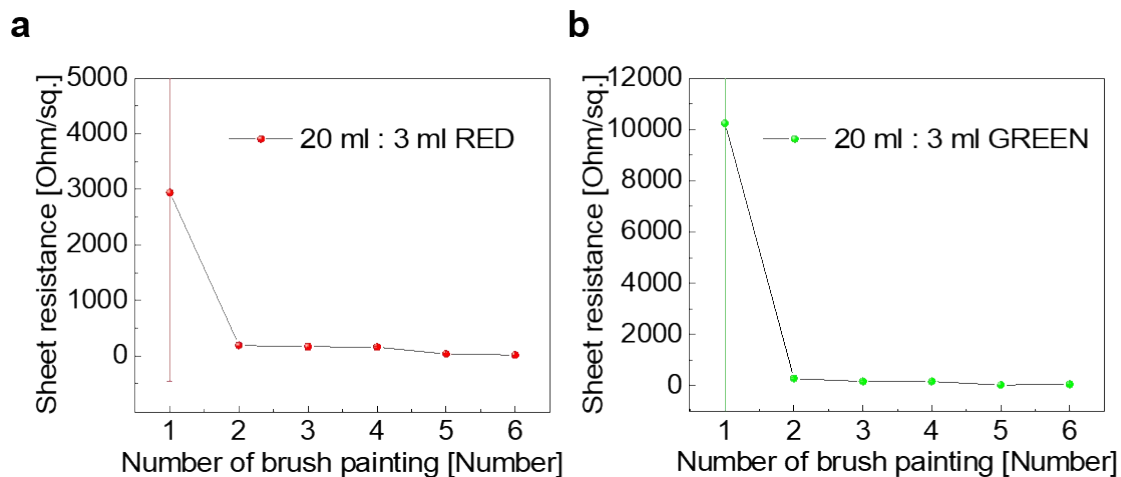 a
5000
4000
3000
2000
1000
0
Sheet resistance [Ohm/sq.]
20 ml : 3 ml RED
1 2 3 4 5 6
Number of brush painting [Number]
b
12000
10000
8000
6000
4000
2000
0
Sheet resistance [Ohm/sq.]
20 ml : 3 ml GREEN
1 2 3 4 5 6
Number of brush painting [Number]